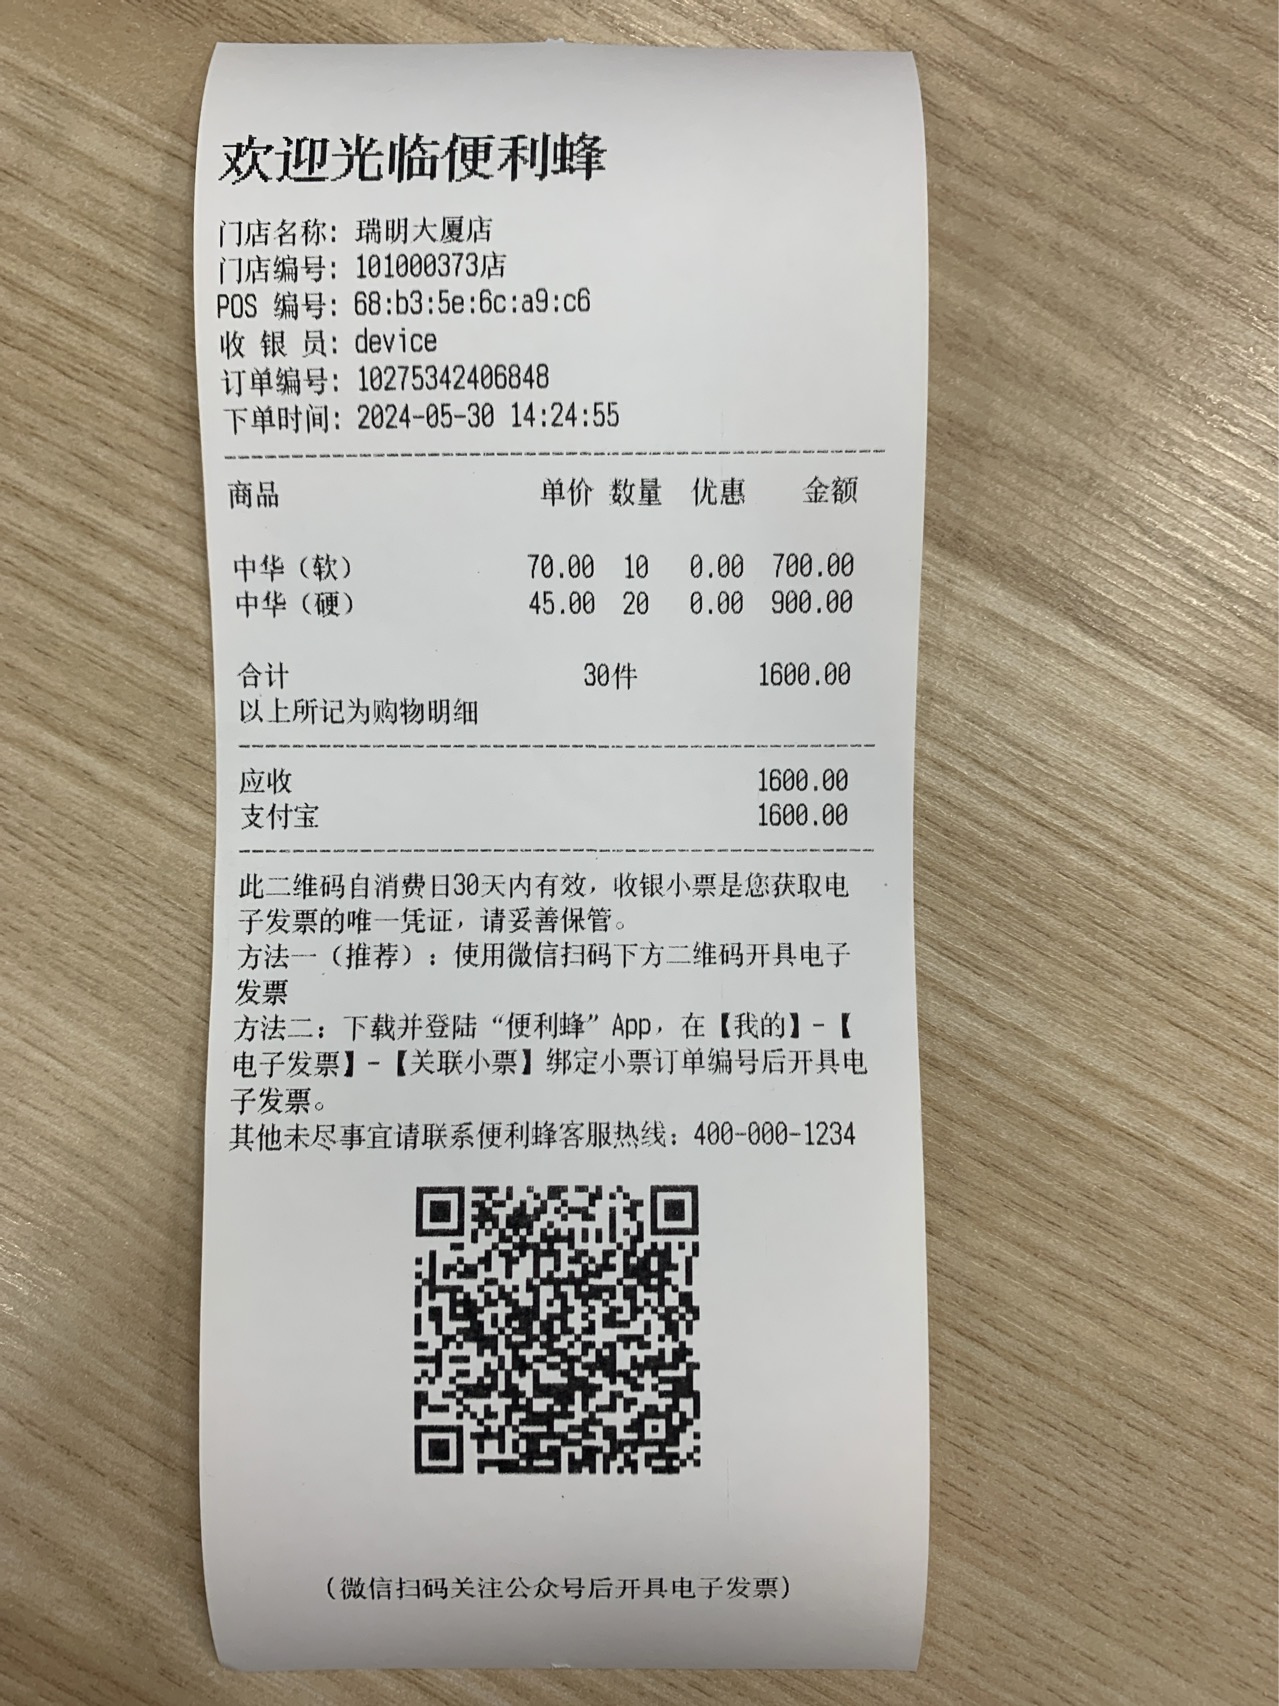 欢迎光临便利蜂
门店名称: 瑞明大厦店
门店编号: 101000373店
POS 编号: 68:b3:5e:6c:a9:c6
收 银 员: device
订单编号: 10275342406848
下单时间: 2024-05-30 14:24:55
商品 单价 数量 优惠 金额
中华（软） 70.00 10 0.00 700.00
中华（硬） 45.00 20 0.00 900.00
合计 30件 1600.00
以上所记为购物明细
应收 1600.00
支付宝 1600.00
此二维码自消费日30天内有效，收银小票是您获取电
子发票的唯一凭证，请妥善保管。
方法一（推荐）: 使用微信扫码下方二维码开具电子
发票
方法二: 下载并登陆“便利蜂”App，在【我的】-【
电子发票】-【关联小票】绑定小票订单编号后开具电
子发票。
其他未尽事宜请联系便利蜂客服热线: 400-000-1234
(微信扫码关注公众号后开具电子发票)